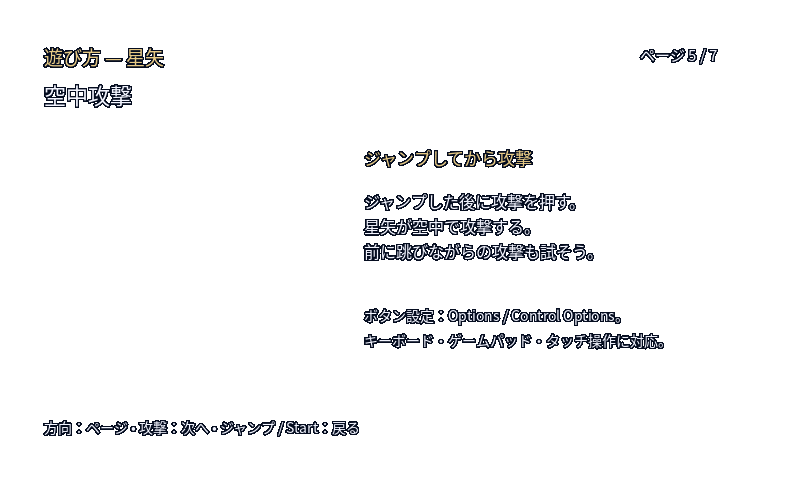 遊び方 — 星矢
ページ 5 / 7
空中攻撃
ジャンプしてから攻撃
ジャンプした後に攻撃を押す。
星矢が空中で攻撃する。
前に跳びながらの攻撃も試そう。
ボタン設定：Options / Control Options。
キーボード・ゲームパッド・タッチ操作に対応。
方向：ページ・攻撃：次へ・ジャンプ / Start：戻る